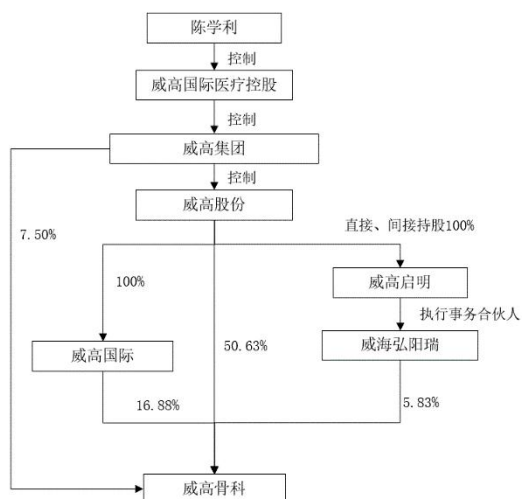 陈学利
控制
威高国际医疗控股
控制
威高集团
控制
威高股份
7.50%
直接、间接持股100%
100%
威高启明
执行事务合伙人
威高国际
50.63%
威海弘阳瑞
16.88%
5.83%
威高骨科